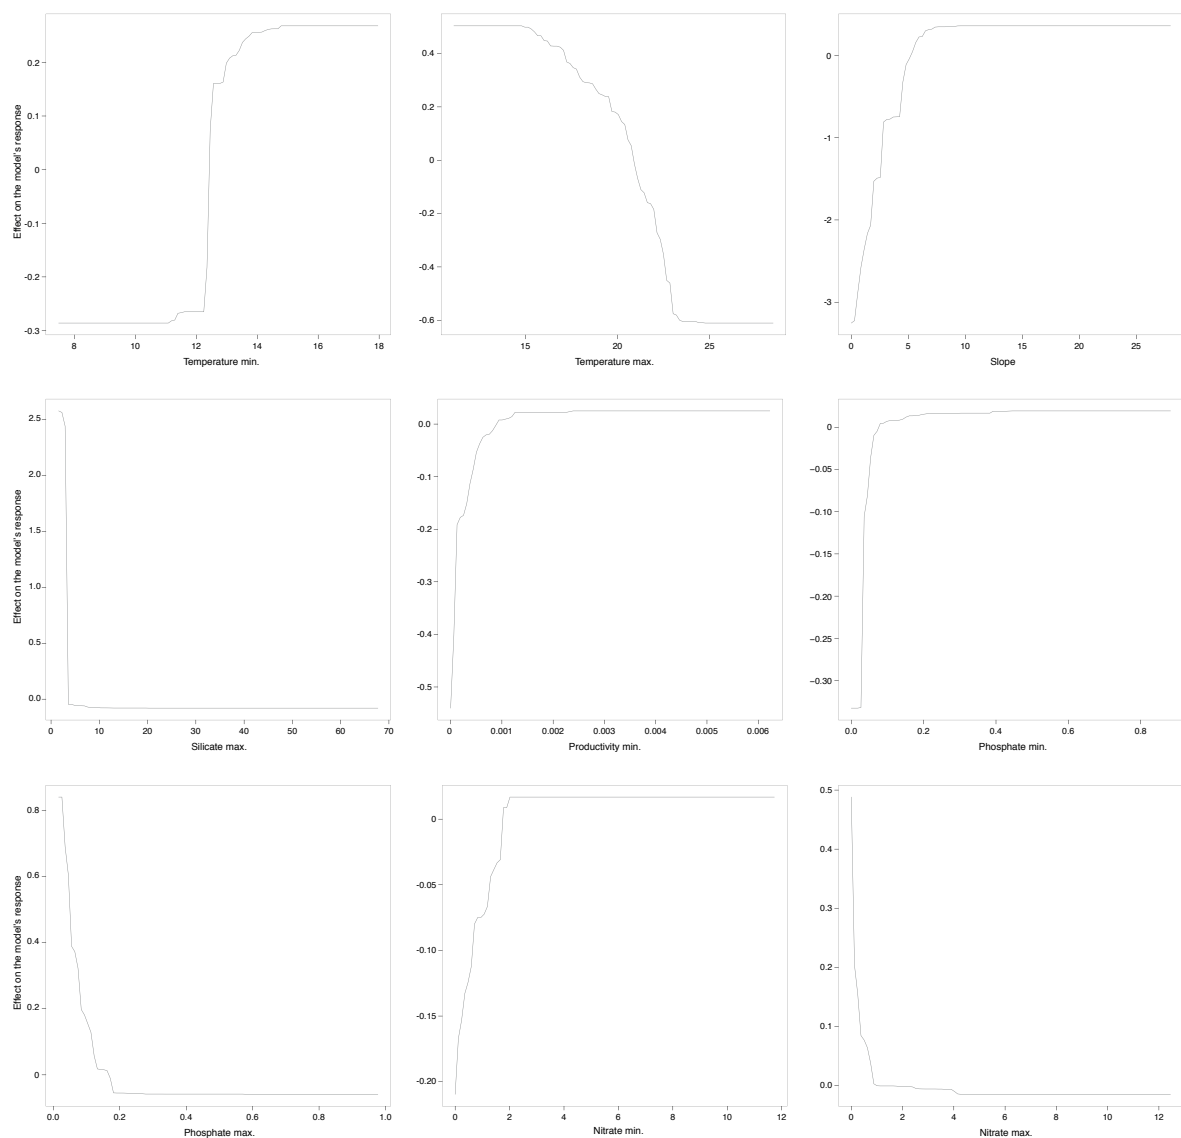 0.2
0.1
0
-0.1
-0.2
-0.3
Effect on the model's response
8 10 12 14 16 18
Temperature min.
0.4
0.2
0
-0.2
-0.4
-0.6
15 20 25
Temperature max.
0
-1
-2
-3
0 5 10 15 20 25
Slope
2.5
2.0
1.5
1.0
0.5
0.0
Effect on the model's response
0 10 20 30 40 50 60 70
Silicate max.
0.0
-0.1
-0.2
-0.3
-0.4
-0.5
0 0.001 0.002 0.003 0.004 0.005 0.006
Productivity min.
0
−0.05
−0.10
−0.15
−0.20
−0.25
−0.30
0.0 0.2 0.4 0.6 0.8
Phosphate min.
0.8
0.6
0.4
0.2
0
Effect on the model's response
0.0 0.2 0.4 0.6 0.8 1.0
Phosphate max.
0
-0.05
-0.10
-0.15
-0.20
0 2 4 6 8 10 12
Nitrate min.
0.5
0.4
0.3
0.2
0.1
0.0
0 2 4 6 8 10 12
Nitrate max.